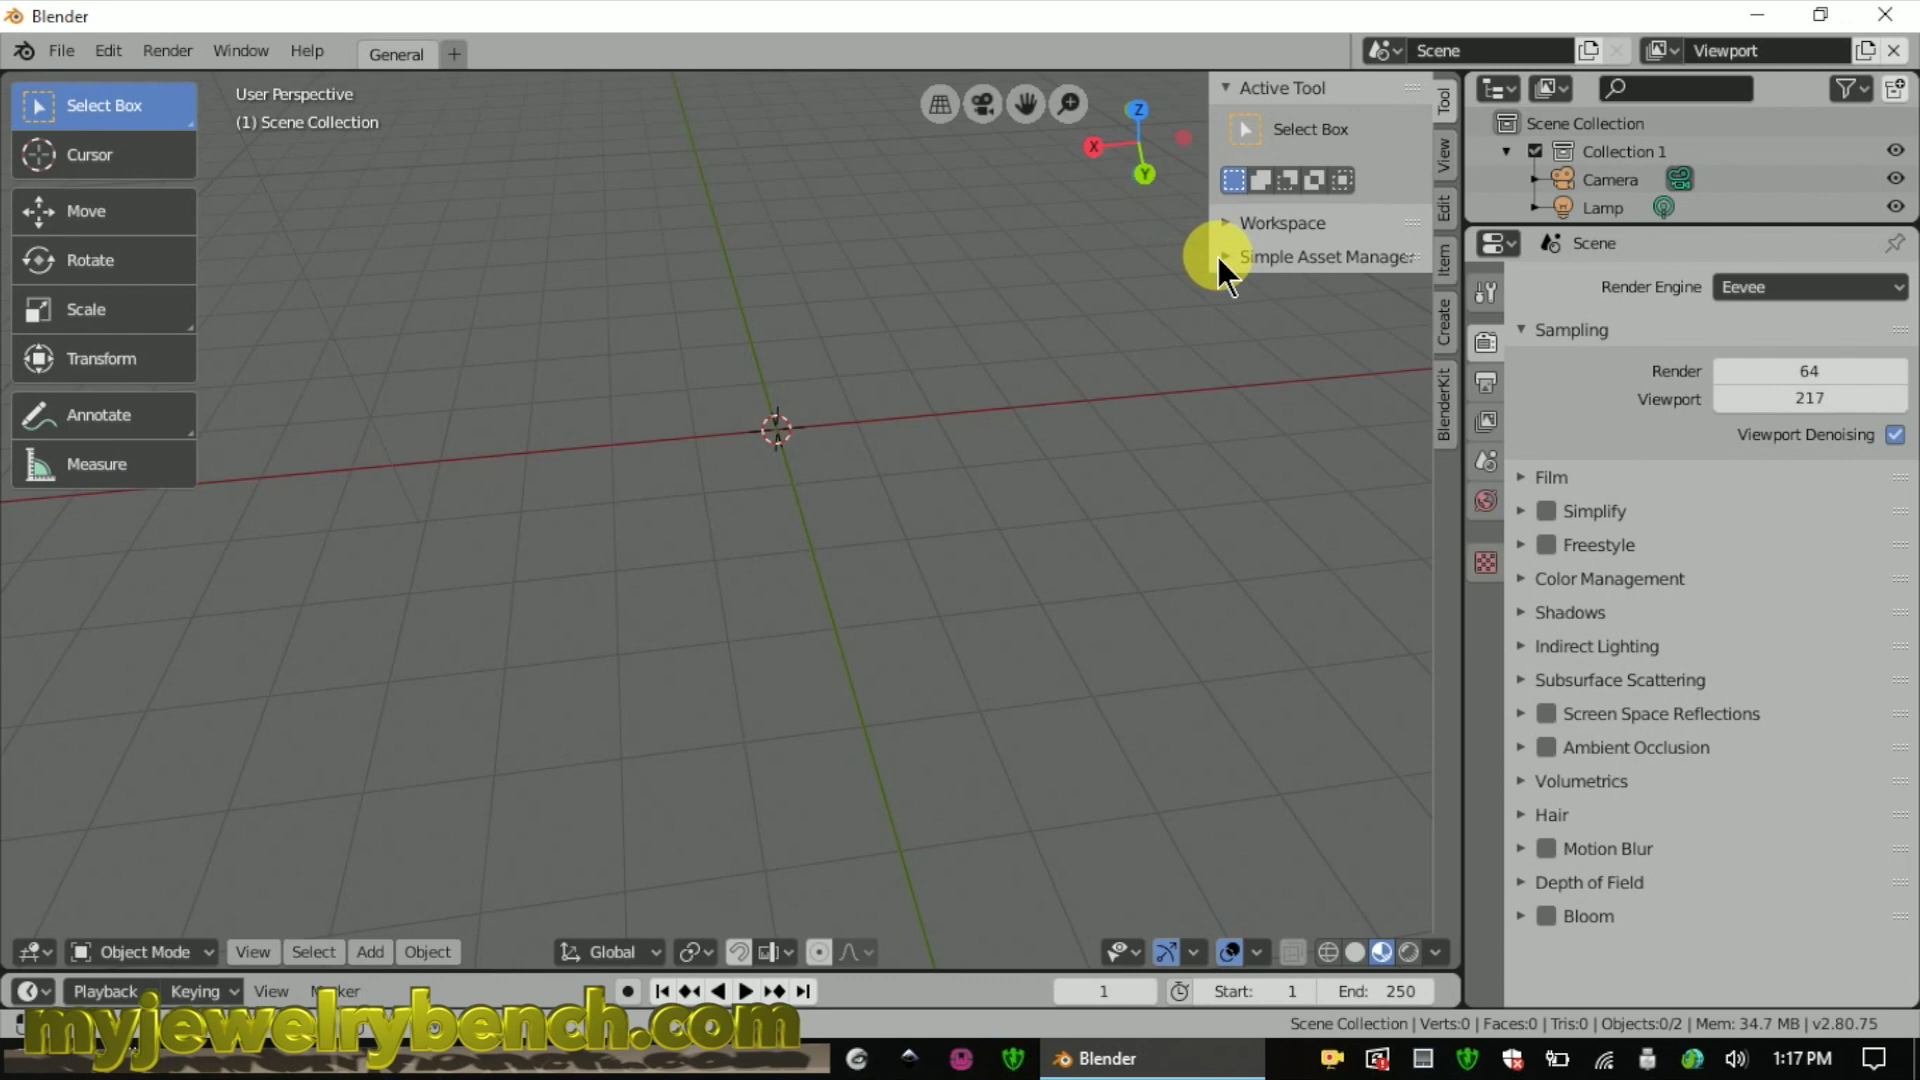 Blender
File Edit Render Window Help General + Scene Viewport
Select Box
Cursor
Move
Rotate
Scale
Transform
Annotate
Measure
User Perspective
(1) Scene Collection
Z
X
Y
Active Tool
Select Box
Workspace
Simple Asset Manager
Tool
View
Edit
Item
Create
BlenderKit
Scene Collection
Collection 1
Camera
Lamp
Scene
Render Engine Eevee
Sampling
Render 64
Viewport 217
Viewport Denoising
Film
Simplify
Freestyle
Color Management
Shadows
Indirect Lighting
Subsurface Scattering
Screen Space Reflections
Ambient Occlusion
Volumetrics
Hair
Motion Blur
Depth of Field
Bloom
Object Mode View Select Add Object Global
Playback Keying View 1 Start: 1 End: 250
Scene Collection | Verts:0 | Faces:0 | Tris:0 | Objects:0/2 | Mem: 34.7 MB | v2.80.75
myjewelrybench.com
Blender 1:17 PM